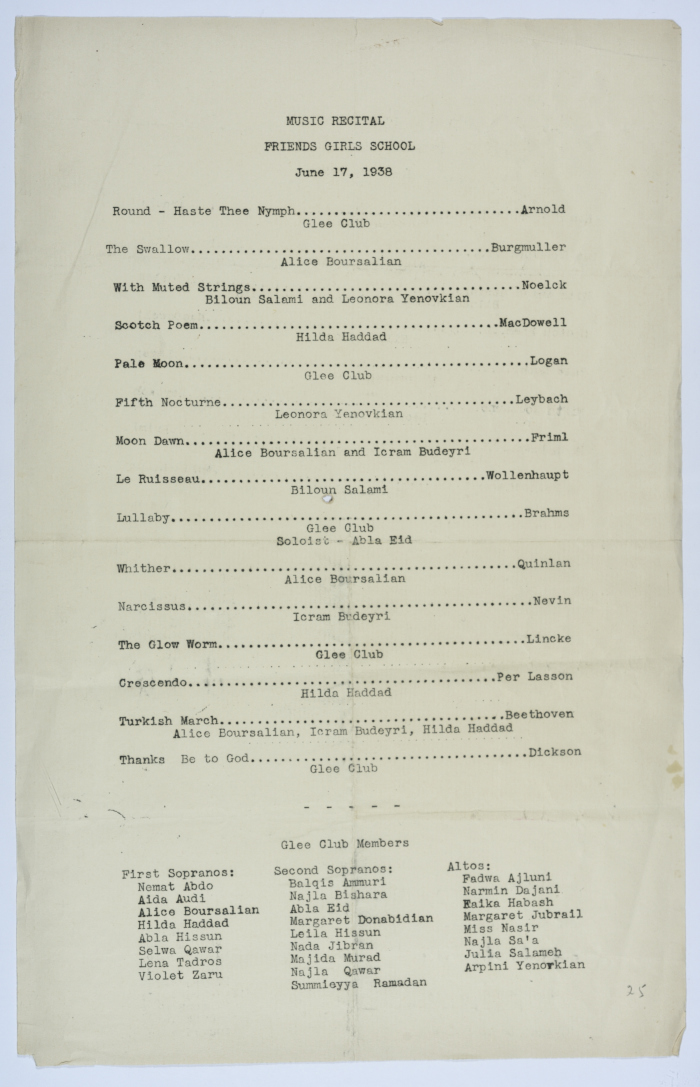 MUSIC RECITAL
FRIENDS GIRLS SCHOOL
June 17, 1938
Round - Haste Thee Nymph..............................Arnold
Glee Club
The Swallow........................................Burgmuller
Alice Boursalian
With Muted Strings....................................Noelck
Biloun Salami and Leonora Yenovkian
Scotch Poem........................................MacDowell
Hilda Haddad
Pale Moon..............................................Logan
Glee Club
Fifth Nocturne.......................................Leybach
Leonora Yenovkian
Moon Dawn..............................................Friml
Alice Boursalian and Icram Budeyri
Le Ruisseau......................................Wollenhaupt
Biloun Salami
Lullaby...............................................Brahms
Glee Club
Soloist - Abla Eid
Whither..............................................Quinlan
Alice Boursalian
Narcissus..............................................Nevin
Icram Budeyri
The Glow Worm.........................................Lincke
Glee Club
Crescendo.........................................Per Lasson
Hilda Haddad
Turkish March......................................Beethoven
Alice Boursalian, Icram Budeyri, Hilda Haddad
Thanks Be to God.....................................Dickson
Glee Club
- - - - -
Glee Club Members
First Sopranos:
Nemat Abdo
Aida Audi
Alice Boursalian
Hilda Haddad
Abla Hissun
Selwa Qawar
Lena Tadros
Violet Zaru
Second Sopranos:
Balqis Ammuri
Najla Bishara
Abla Eid
Margaret Donabidian
Leila Hissun
Nada Jibran
Majida Murad
Najla Qawar
Summieyya Ramadan
Altos:
Fadwa Ajluni
Narmin Dajani
Raika Habash
Margaret Jubrail
Miss Nasir
Najla Sa'a
Julia Salameh
Arpini Yenovkian
25